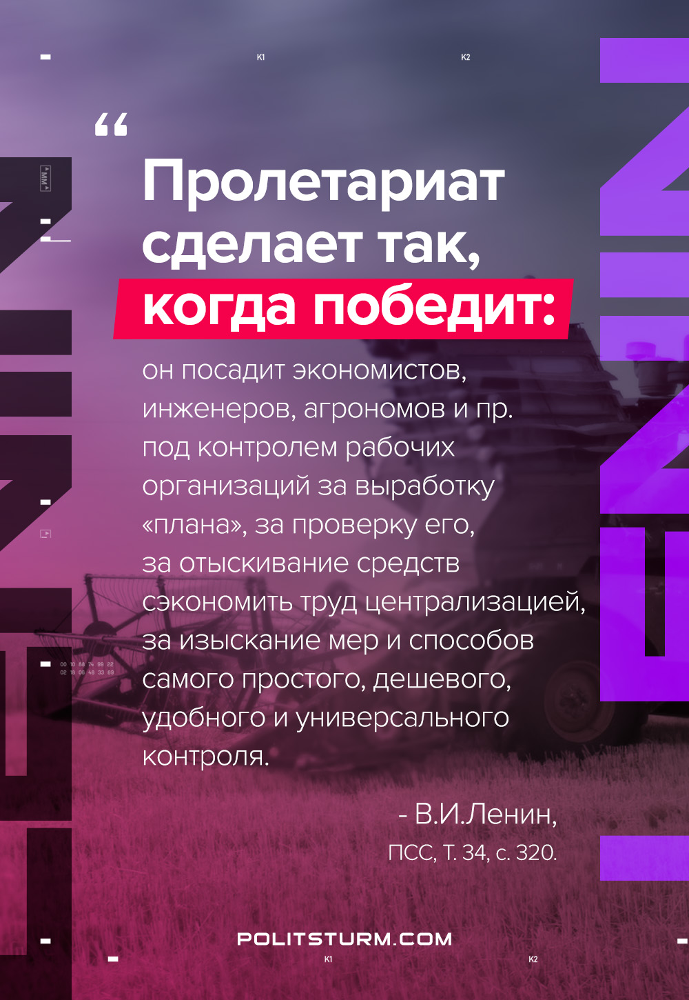 K1 K2
“
Пролетариат
сделает так,
когда победит:
он посадит экономистов,
инженеров, агрономов и пр.
под контролем рабочих
организаций за выработку
«плана», за проверку его,
за отыскивание средств
сэкономить труд централизацией,
за изыскание мер и способов
самого простого, дешевого,
удобного и универсального
контроля.
- В.И.Ленин,
ПСС, Т. 34, с. 320.
POLITSTURM.COM
K1 K2
MM
00 10 88 74 99 22
02 18 06 48 33 89
LENIN
LENIN